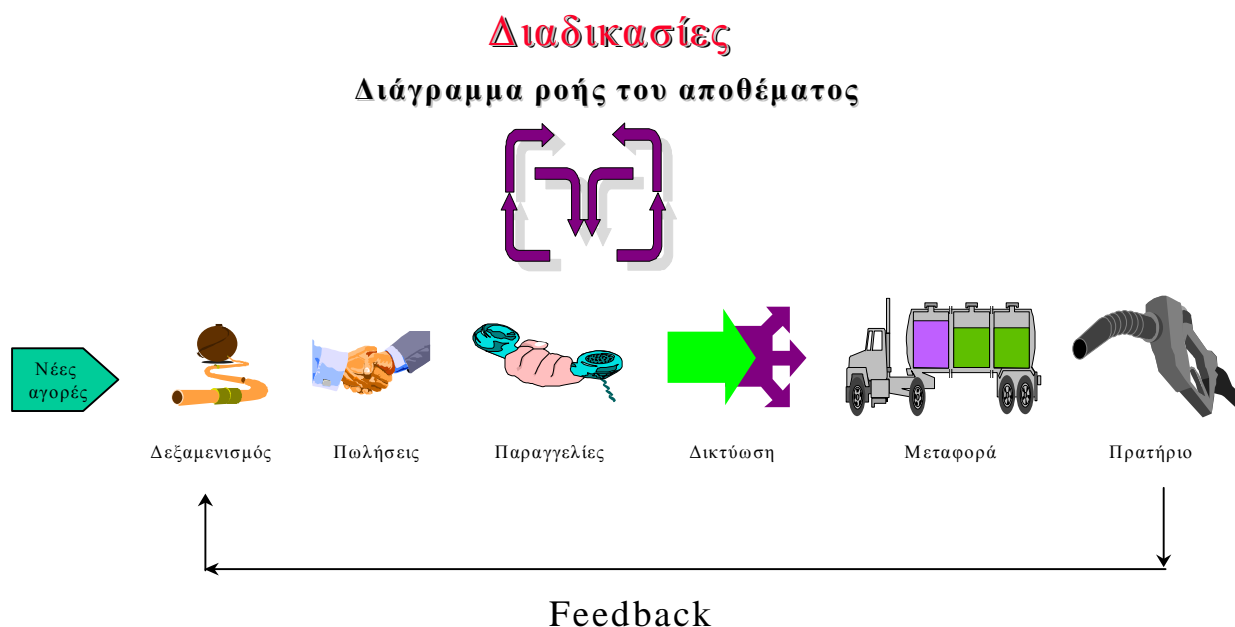 Διαδικασίες
Διάγραμμα ροής του αποθέματος
Νέες
αγορές
Δεξαμενισμός
Πωλήσεις
Παραγγελίες
Δικτύωση
Μεταφορά
Πρατήριο
Feedback